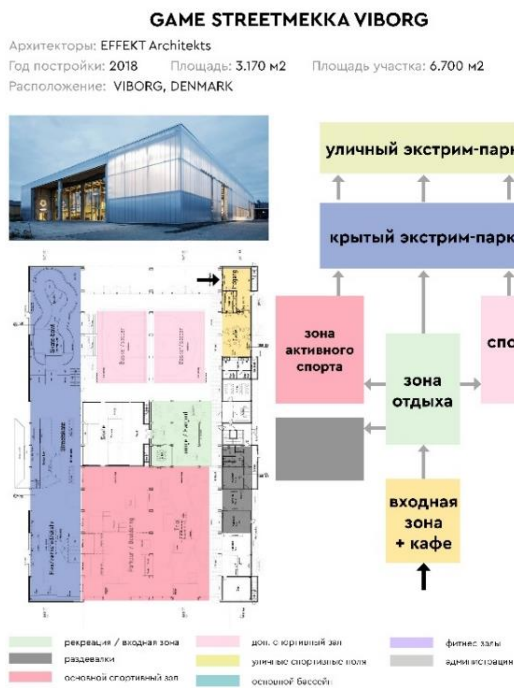 GAME STREETMEKKA VIBORG
Архитекторы: EFFEKT Architekts
Год постройки: 2018 Площадь: 3.170 м2 Площадь участка: 6.700 м2
Расположение: VIBORG, DENMARK
уличный экстрим-парк
крытый экстрим-парк
зона
активного
спорта
зона
отдыха
спо
входная
зона
+ кафе
рекреация / входная зона
доп. спортивный зал
фитнес залы
раздевалки
уличные спортивные поля
администрация
основной спортивный зал
основной бассейн